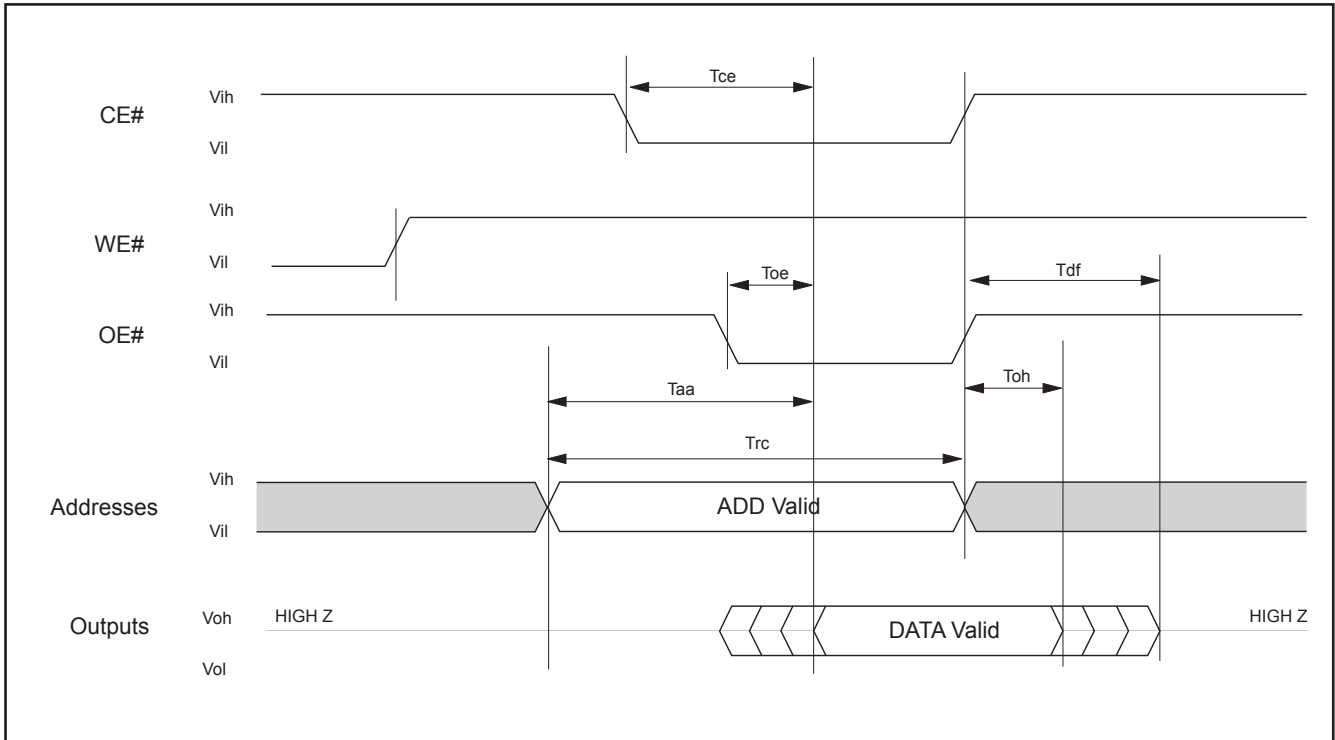 Tce
Vih
CE#
Vil
Vih
WE#
Vil
Toe
Tdf
Vih
OE#
Vil
Toh
Taa
Trc
Vih
Addresses
ADD Valid
Vil
Voh
HIGH Z
HIGH Z
Outputs
DATA Valid
Vol